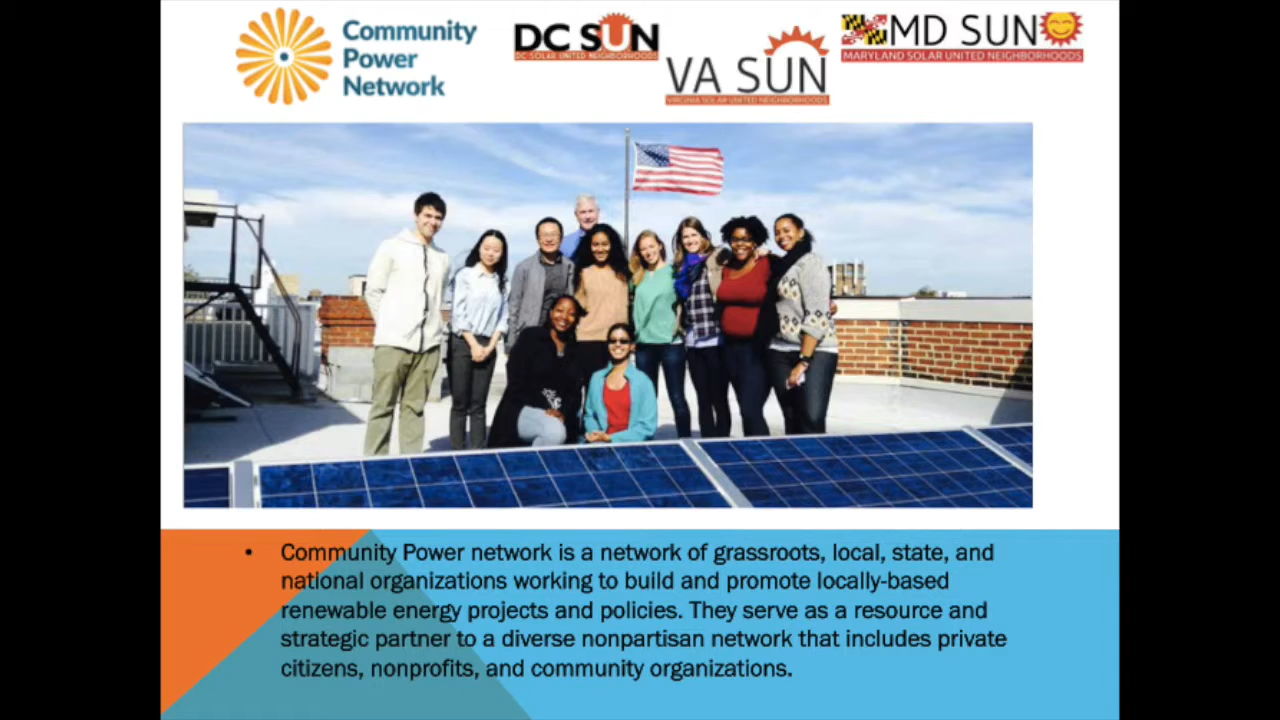 Community
Power
Network
DC SUN
DC SOLAR UNITED NEIGHBORHOODS
VA SUN
VIRGINIA SOLAR UNITED NEIGHBORHOODS
MD SUN
MARYLAND SOLAR UNITED NEIGHBORHOODS
• Community Power network is a network of grassroots, local, state, and
national organizations working to build and promote locally-based
renewable energy projects and policies. They serve as a resource and
strategic partner to a diverse nonpartisan network that includes private
citizens, nonprofits, and community organizations.